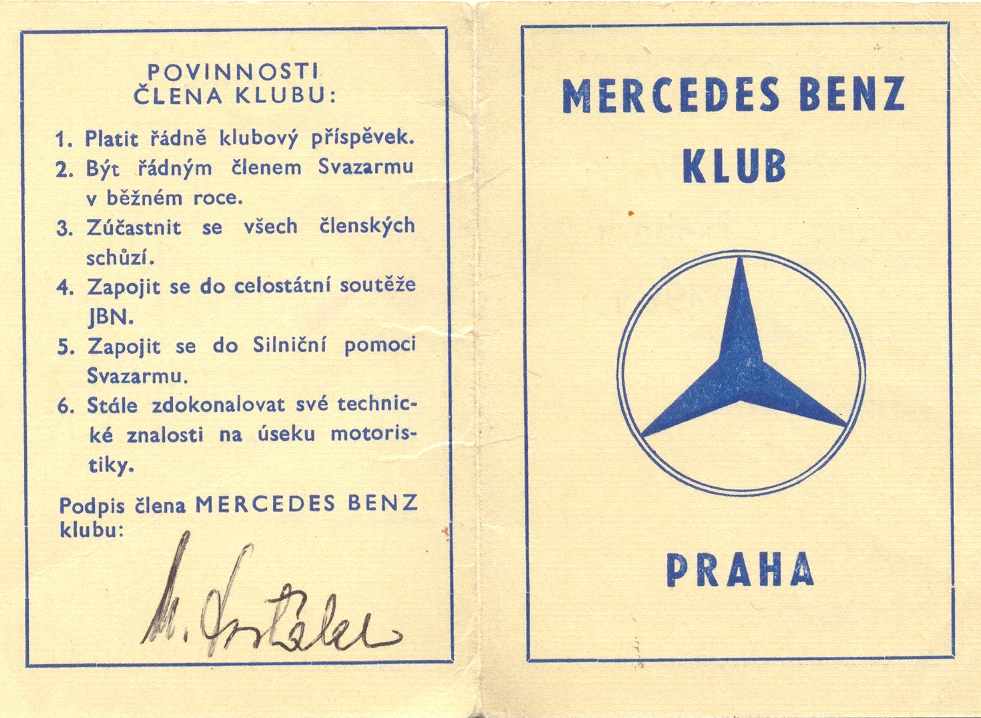 POVINNOSTI
ČLENA KLUBU:
1. Platit řádně klubový příspěvek.
2. Být řádným členem Svazarmu
v běžném roce.
3. Zúčastnit se všech členských
schůzí.
4. Zapojit se do celostátní soutěže
JBN.
5. Zapojit se do Silniční pomoci
Svazarmu.
6. Stále zdokonalovat své technic-
ké znalosti na úseku motoris-
tiky.
Podpis člena MERCEDES BENZ
klubu:
MERCEDES BENZ
KLUB
PRAHA